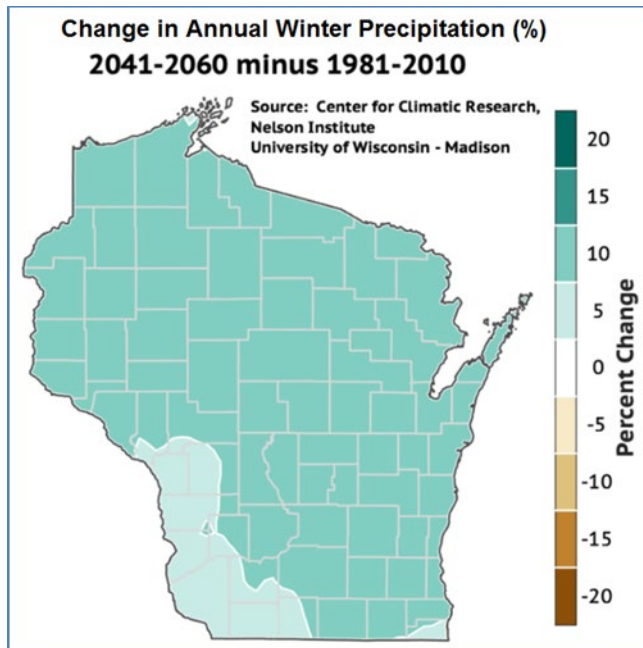 Change in Annual Winter Precipitation (%)
2041-2060 minus 1981-2010
Source:  Center for Climatic Research,
Nelson Institute
University of Wisconsin - Madison
20
15
10
5
0
-5
-10
-15
-20
Percent Change